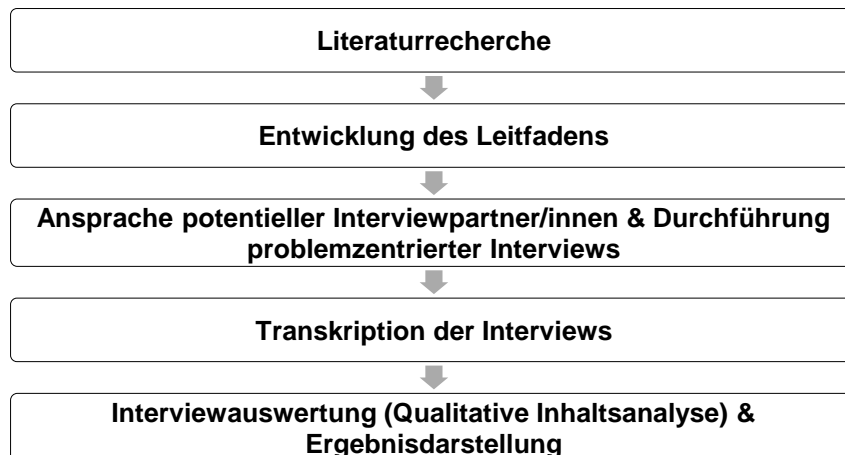 Literaturrecherche
Entwicklung des Leitfadens
Ansprache potentieller Interviewpartner/innen & Durchführung
problemzentrierter Interviews
Transkription der Interviews
Interviewauswertung (Qualitative Inhaltsanalyse) &
Ergebnisdarstellung